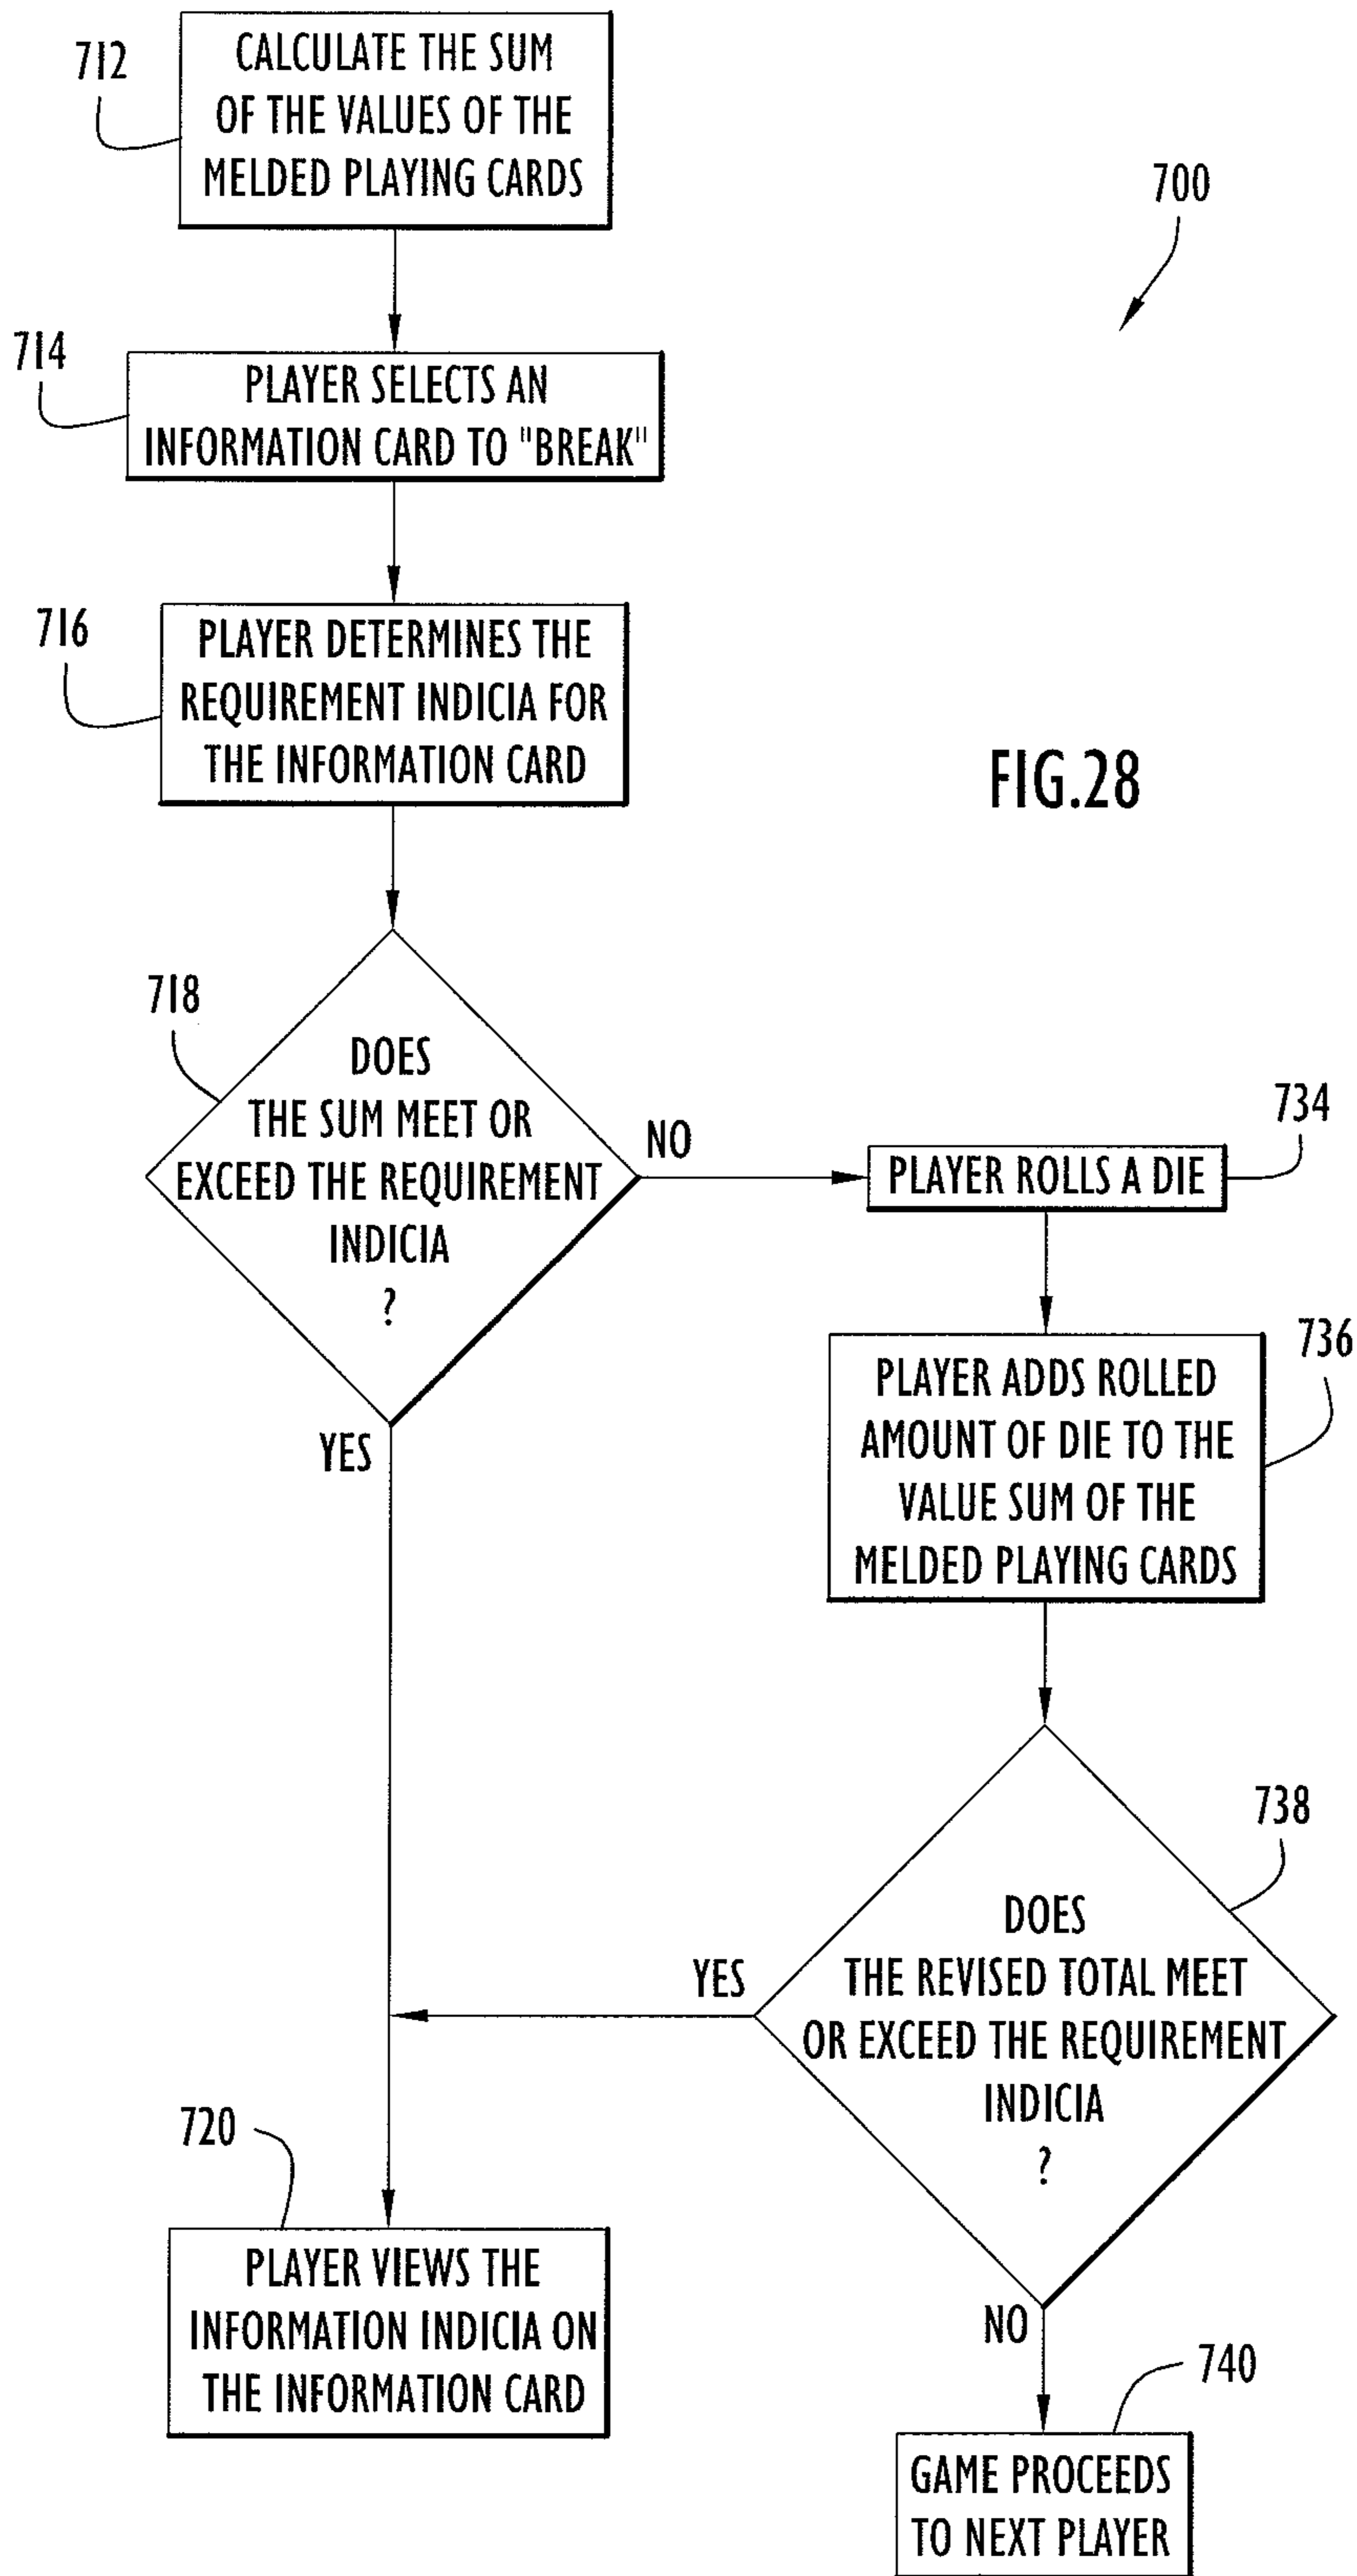 712
CALCULATE THE SUM
OF THE VALUES OF THE
MELDED PLAYING CARDS
700
714
PLAYER SELECTS AN
INFORMATION CARD TO "BREAK"
716
PLAYER DETERMINES THE
REQUIREMENT INDICIA FOR
THE INFORMATION CARD
FIG.28
718
DOES
THE SUM MEET OR
EXCEED THE REQUIREMENT
INDICIA
?
NO
YES
734
PLAYER ROLLS A DIE
736
PLAYER ADDS ROLLED
AMOUNT OF DIE TO THE
VALUE SUM OF THE
MELDED PLAYING CARDS
738
DOES
THE REVISED TOTAL MEET
OR EXCEED THE REQUIREMENT
INDICIA
?
YES
NO
720
PLAYER VIEWS THE
INFORMATION INDICIA ON
THE INFORMATION CARD
740
GAME PROCEEDS
TO NEXT PLAYER